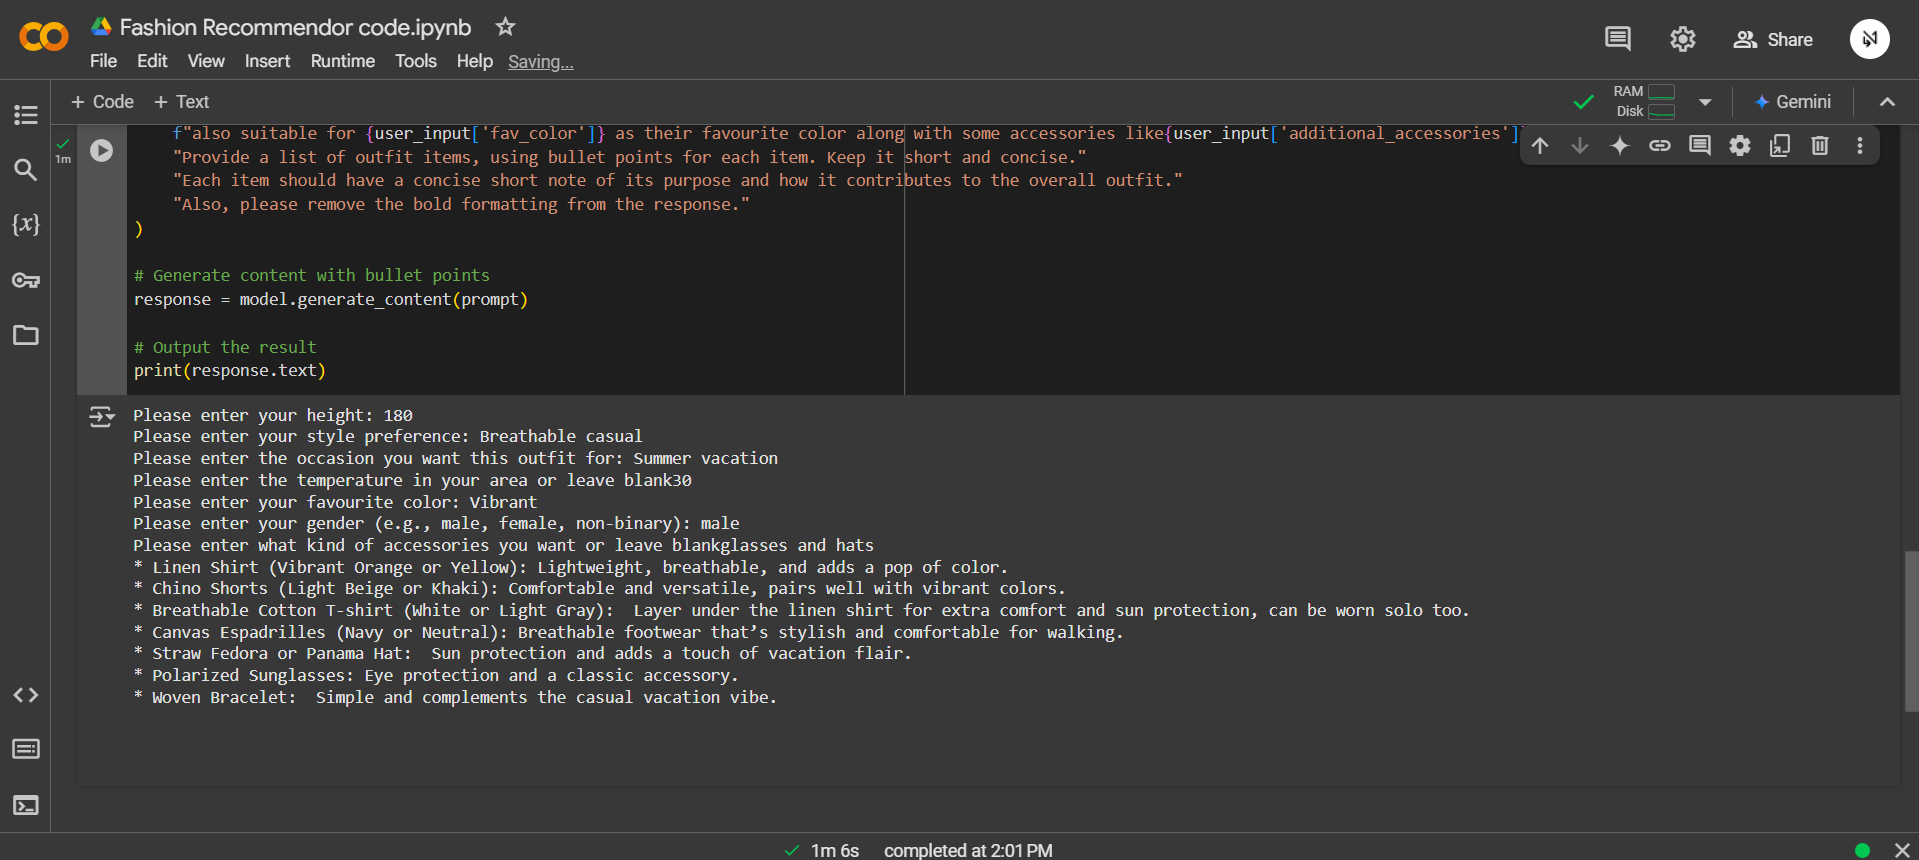 Fashion Recommendor code.ipynb
File Edit View Insert Runtime Tools Help Saving...
Share
+ Code + Text
RAM
Disk
Gemini
1m
f"also suitable for {user_input['fav_color']} as their favourite color along with some accessories like{user_input['additional_accessories']
"Provide a list of outfit items, using bullet points for each item. Keep it short and concise."
"Each item should have a concise short note of its purpose and how it contributes to the overall outfit."
"Also, please remove the bold formatting from the response."
)
# Generate content with bullet points
response = model.generate_content(prompt)
# Output the result
print(response.text)
Please enter your height: 180
Please enter your style preference: Breathable casual
Please enter the occasion you want this outfit for: Summer vacation
Please enter the temperature in your area or leave blank30
Please enter your favourite color: Vibrant
Please enter your gender (e.g., male, female, non-binary): male
Please enter what kind of accessories you want or leave blankglasses and hats
* Linen Shirt (Vibrant Orange or Yellow): Lightweight, breathable, and adds a pop of color.
* Chino Shorts (Light Beige or Khaki): Comfortable and versatile, pairs well with vibrant colors.
* Breathable Cotton T-shirt (White or Light Gray):  Layer under the linen shirt for extra comfort and sun protection, can be worn solo too.
* Canvas Espadrilles (Navy or Neutral): Breathable footwear that’s stylish and comfortable for walking.
* Straw Fedora or Panama Hat:  Sun protection and adds a touch of vacation flair.
* Polarized Sunglasses: Eye protection and a classic accessory.
* Woven Bracelet:  Simple and complements the casual vacation vibe.
1m 6s completed at 2:01 PM